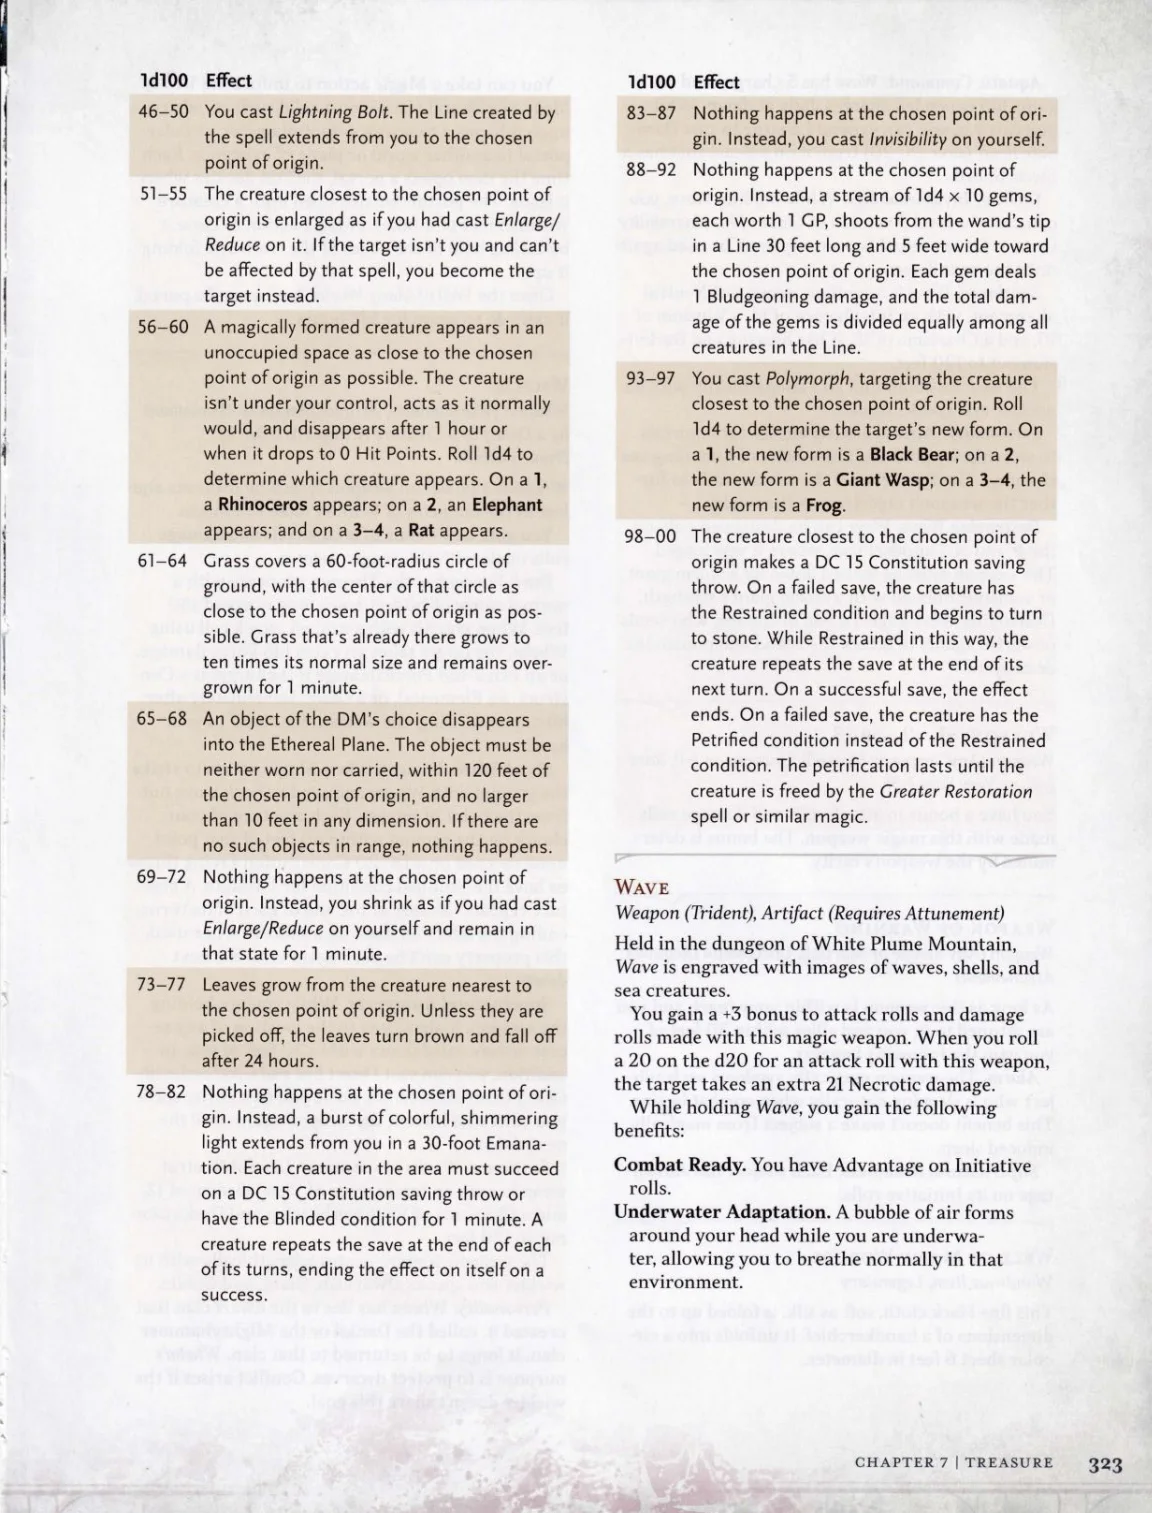 1d100 Effect
46–50 You cast Lightning Bolt. The Line created by
the spell extends from you to the chosen
point of origin.
51–55 The creature closest to the chosen point of
origin is enlarged as if you had cast Enlarge/
Reduce on it. If the target isn't you and can't
be affected by that spell, you become the
target instead.
56–60 A magically formed creature appears in an
unoccupied space as close to the chosen
point of origin as possible. The creature
isn't under your control, acts as it normally
would, and disappears after 1 hour or
when it drops to 0 Hit Points. Roll 1d4 to
determine which creature appears. On a 1,
a Rhinoceros appears; on a 2, an Elephant
appears; and on a 3–4, a Rat appears.
61–64 Grass covers a 60-foot-radius circle of
ground, with the center of that circle as
close to the chosen point of origin as pos-
sible. Grass that's already there grows to
ten times its normal size and remains over-
grown for 1 minute.
65–68 An object of the DM's choice disappears
into the Ethereal Plane. The object must be
neither worn nor carried, within 120 feet of
the chosen point of origin, and no larger
than 10 feet in any dimension. If there are
no such objects in range, nothing happens.
69–72 Nothing happens at the chosen point of
origin. Instead, you shrink as if you had cast
Enlarge/Reduce on yourself and remain in
that state for 1 minute.
73–77 Leaves grow from the creature nearest to
the chosen point of origin. Unless they are
picked off, the leaves turn brown and fall off
after 24 hours.
78–82 Nothing happens at the chosen point of ori-
gin. Instead, a burst of colorful, shimmering
light extends from you in a 30-foot Emana-
tion. Each creature in the area must succeed
on a DC 15 Constitution saving throw or
have the Blinded condition for 1 minute. A
creature repeats the save at the end of each
of its turns, ending the effect on itself on a
success.
1d100 Effect
83–87 Nothing happens at the chosen point of ori-
gin. Instead, you cast Invisibility on yourself.
88–92 Nothing happens at the chosen point of
origin. Instead, a stream of 1d4 × 10 gems,
each worth 1 GP, shoots from the wand's tip
in a Line 30 feet long and 5 feet wide toward
the chosen point of origin. Each gem deals
1 Bludgeoning damage, and the total dam-
age of the gems is divided equally among all
creatures in the Line.
93–97 You cast Polymorph, targeting the creature
closest to the chosen point of origin. Roll
1d4 to determine the target's new form. On
a 1, the new form is a Black Bear; on a 2,
the new form is a Giant Wasp; on a 3–4, the
new form is a Frog.
98–00 The creature closest to the chosen point of
origin makes a DC 15 Constitution saving
throw. On a failed save, the creature has
the Restrained condition and begins to turn
to stone. While Restrained in this way, the
creature repeats the save at the end of its
next turn. On a successful save, the effect
ends. On a failed save, the creature has the
Petrified condition instead of the Restrained
condition. The petrification lasts until the
creature is freed by the Greater Restoration
spell or similar magic.
WAVE
Weapon (Trident), Artifact (Requires Attunement)
Held in the dungeon of White Plume Mountain,
Wave is engraved with images of waves, shells, and
sea creatures.
You gain a +3 bonus to attack rolls and damage
rolls made with this magic weapon. When you roll
a 20 on the d20 for an attack roll with this weapon,
the target takes an extra 21 Necrotic damage.
While holding Wave, you gain the following
benefits:
Combat Ready. You have Advantage on Initiative
rolls.
Underwater Adaptation. A bubble of air forms
around your head while you are underwa-
ter, allowing you to breathe normally in that
environment.
CHAPTER 7 | TREASURE 323